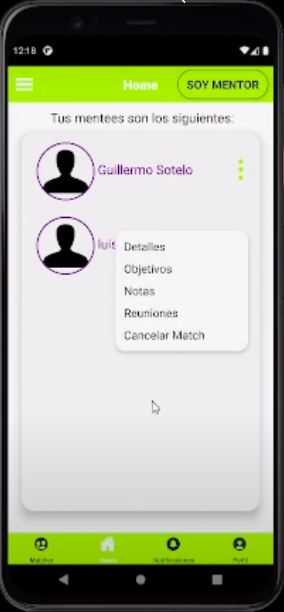 12:18
Home
SOY MENTOR
Tus mentees son los siguientes:
Guillermo Sotelo
luis
Detalles
Objetivos
Notas
Reuniones
Cancelar Match
Home
Notificaciones
Perfil